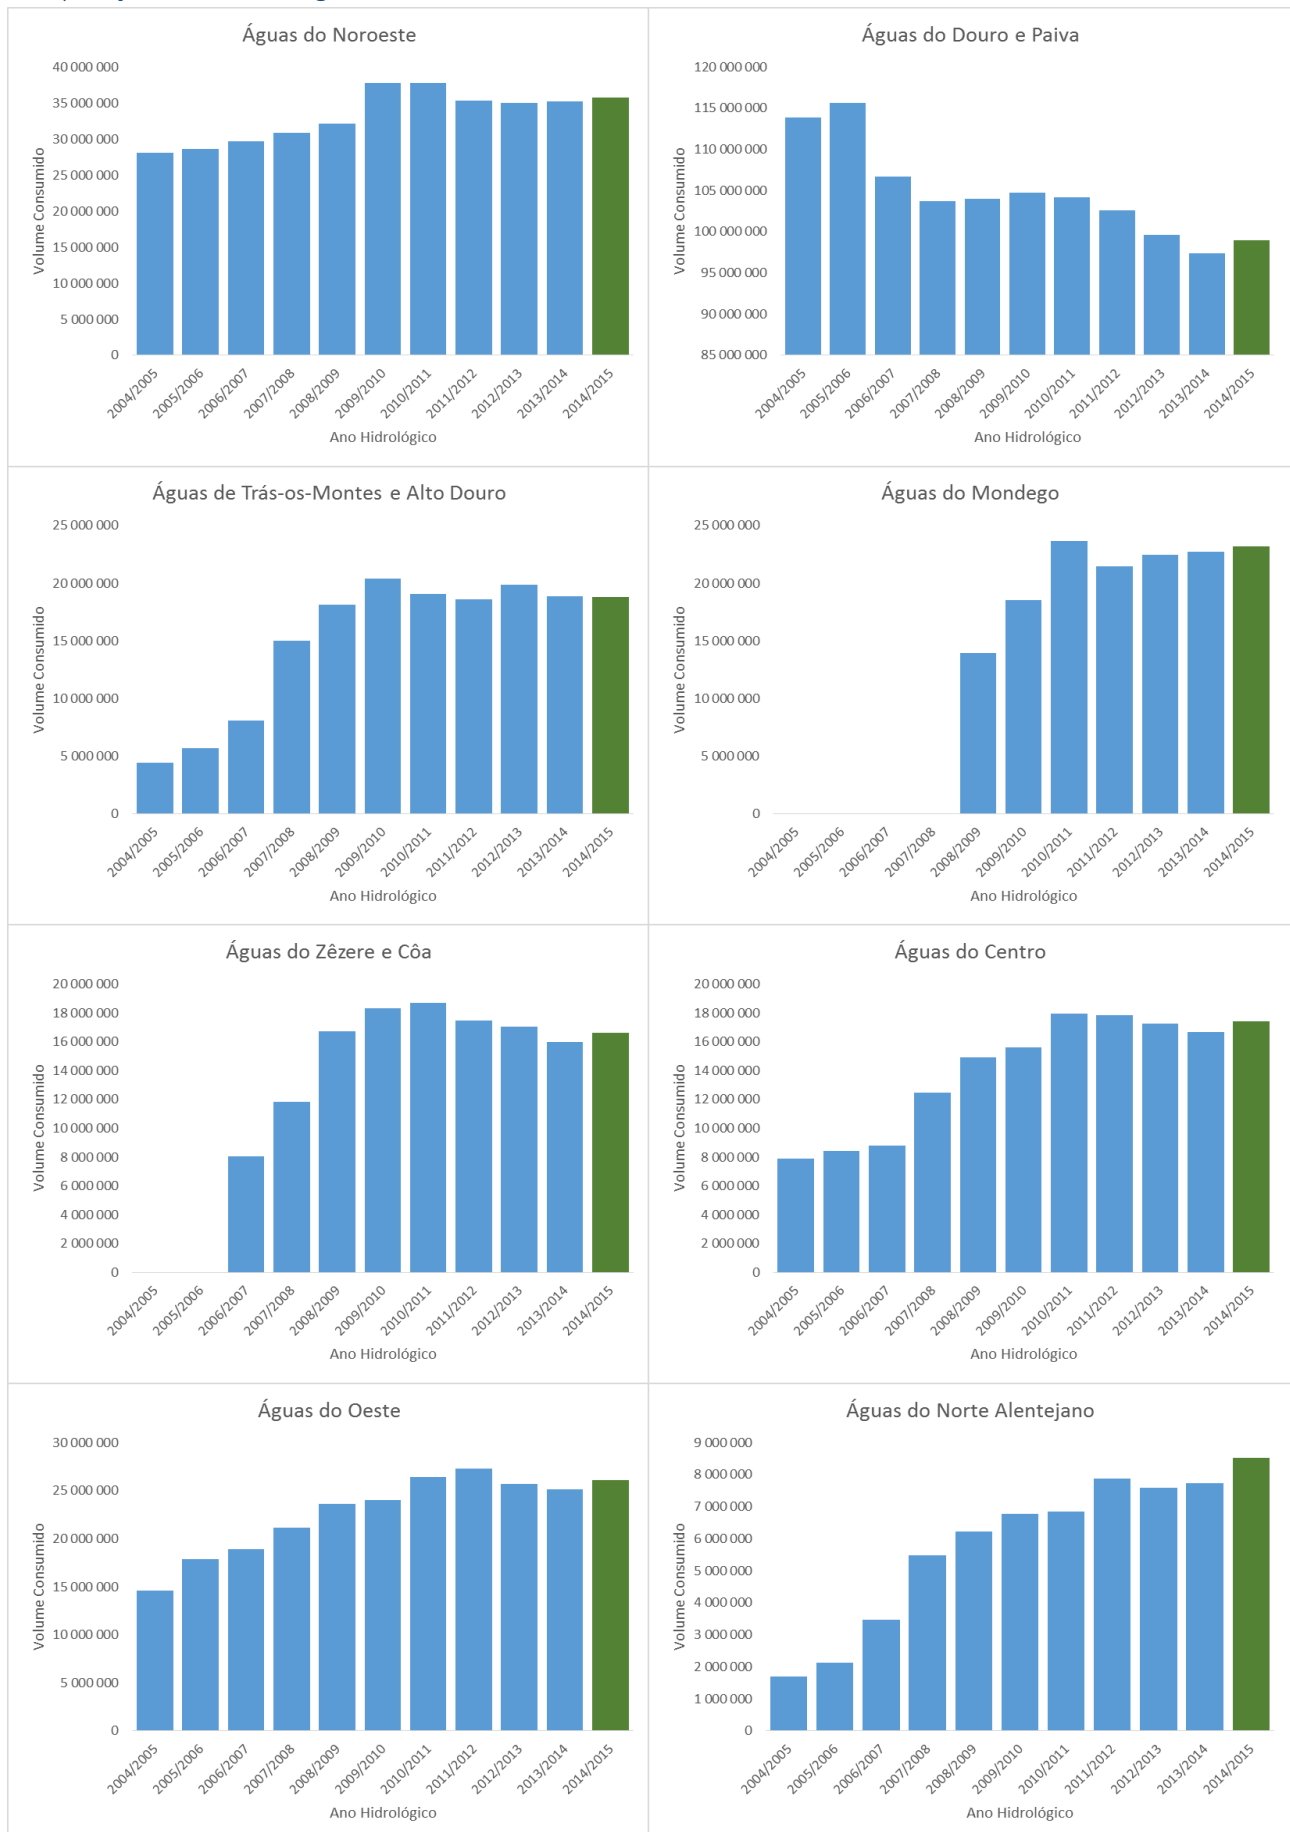 Águas do Noroeste
40 000 000
35 000 000
30 000 000
25 000 000
20 000 000
15 000 000
10 000 000
5 000 000
0
Volume Consumido
2004/2005
2005/2006
2006/2007
2007/2008
2008/2009
2009/2010
2010/2011
2011/2012
2012/2013
2013/2014
2014/2015
Ano Hidrológico
Águas do Douro e Paiva
120 000 000
115 000 000
110 000 000
105 000 000
100 000 000
95 000 000
90 000 000
85 000 000
Volume Consumido
2004/2005
2005/2006
2006/2007
2007/2008
2008/2009
2009/2010
2010/2011
2011/2012
2012/2013
2013/2014
2014/2015
Ano Hidrológico
Águas de Trás-os-Montes e Alto Douro
25 000 000
20 000 000
15 000 000
10 000 000
5 000 000
0
Volume Consumido
2004/2005
2005/2006
2006/2007
2007/2008
2008/2009
2009/2010
2010/2011
2011/2012
2012/2013
2013/2014
2014/2015
Ano Hidrológico
Águas do Mondego
25 000 000
20 000 000
15 000 000
10 000 000
5 000 000
0
Volume Consumido
2004/2005
2005/2006
2006/2007
2007/2008
2008/2009
2009/2010
2010/2011
2011/2012
2012/2013
2013/2014
2014/2015
Ano Hidrológico
Águas do Zêzere e Côa
20 000 000
18 000 000
16 000 000
14 000 000
12 000 000
10 000 000
8 000 000
6 000 000
4 000 000
2 000 000
0
Volume Consumido
2004/2005
2005/2006
2006/2007
2007/2008
2008/2009
2009/2010
2010/2011
2011/2012
2012/2013
2013/2014
2014/2015
Ano Hidrológico
Águas do Centro
20 000 000
18 000 000
16 000 000
14 000 000
12 000 000
10 000 000
8 000 000
6 000 000
4 000 000
2 000 000
0
Volume Consumido
2004/2005
2005/2006
2006/2007
2007/2008
2008/2009
2009/2010
2010/2011
2011/2012
2012/2013
2013/2014
2014/2015
Ano Hidrológico
Águas do Oeste
30 000 000
25 000 000
20 000 000
15 000 000
10 000 000
5 000 000
0
Volume Consumido
2004/2005
2005/2006
2006/2007
2007/2008
2008/2009
2009/2010
2010/2011
2011/2012
2012/2013
2013/2014
2014/2015
Ano Hidrológico
Águas do Norte Alentejano
9 000 000
8 000 000
7 000 000
6 000 000
5 000 000
4 000 000
3 000 000
2 000 000
1 000 000
0
Volume Consumido
2004/2005
2005/2006
2006/2007
2007/2008
2008/2009
2009/2010
2010/2011
2011/2012
2012/2013
2013/2014
2014/2015
Ano Hidrológico